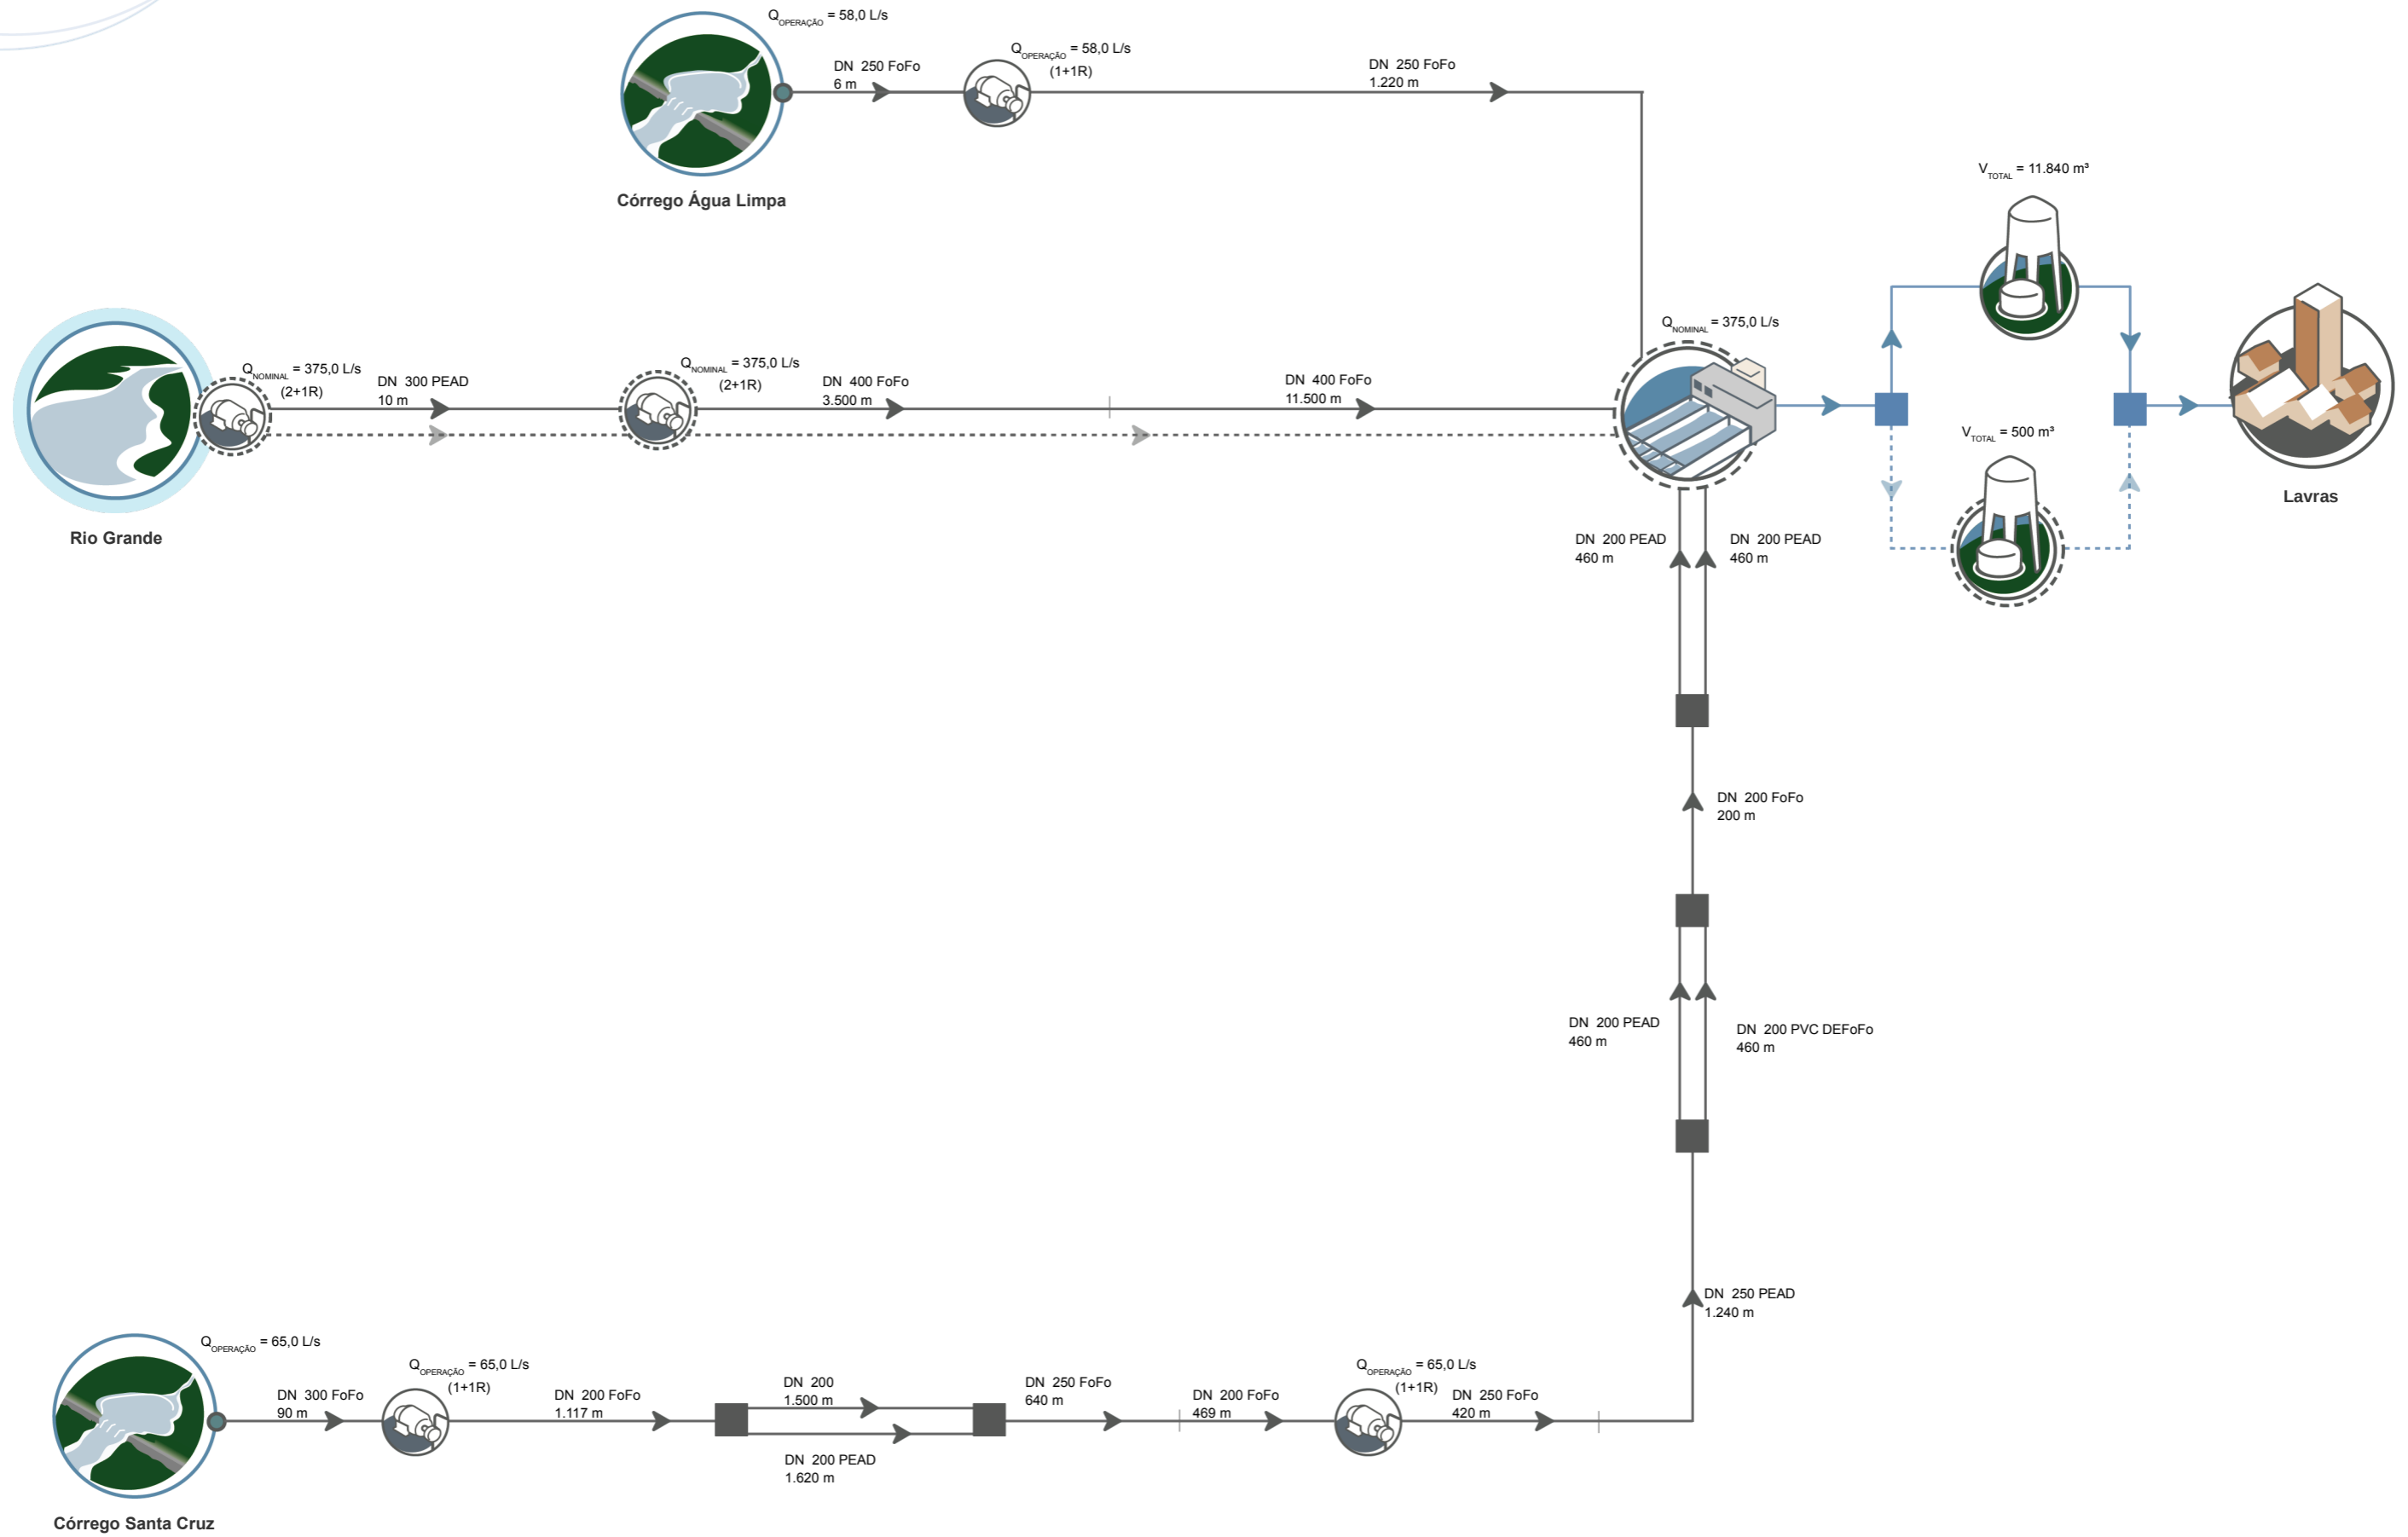 Q OPERAÇÃO = 58,0 L/s
DN 250 FoFo
6 m
Q OPERAÇÃO = 58,0 L/s
(1+1R)
DN 250 FoFo
1.220 m
Córrego Água Limpa
V TOTAL = 11.840 m³
Q NOMINAL = 375,0 L/s
(2+1R)
DN 300 PEAD
10 m
Q NOMINAL = 375,0 L/s
(2+1R)
DN 400 FoFo
3.500 m
DN 400 FoFo
11.500 m
Q NOMINAL = 375,0 L/s
V TOTAL = 500 m³
Lavras
Rio Grande
DN 200 PEAD
460 m
DN 200 PEAD
460 m
DN 200 FoFo
200 m
DN 200 PEAD
460 m
DN 200 PVC DEFoFo
460 m
DN 250 PEAD
1.240 m
Q OPERAÇÃO = 65,0 L/s
DN 300 FoFo
90 m
Q OPERAÇÃO = 65,0 L/s
(1+1R)
DN 200 FoFo
1.117 m
DN 200
1.500 m
DN 200 PEAD
1.620 m
DN 250 FoFo
640 m
DN 200 FoFo
469 m
Q OPERAÇÃO = 65,0 L/s
(1+1R)
DN 250 FoFo
420 m
Córrego Santa Cruz